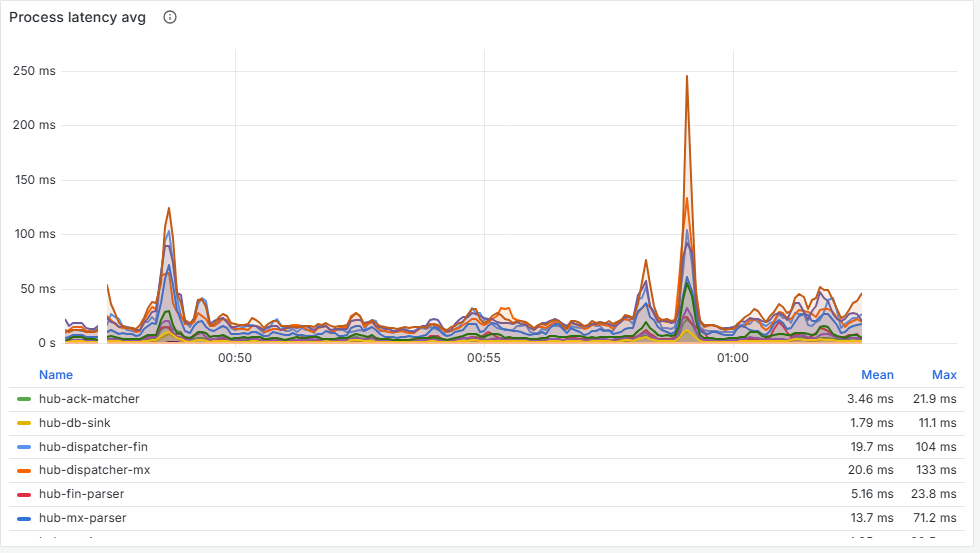 Process latency avg
250 ms
200 ms
150 ms
100 ms
50 ms
0 s
00:50 00:55 01:00
Name Mean Max
hub-ack-matcher 3.46 ms 21.9 ms
hub-db-sink 1.79 ms 11.1 ms
hub-dispatcher-fin 19.7 ms 104 ms
hub-dispatcher-mx 20.6 ms 133 ms
hub-fin-parser 5.16 ms 23.8 ms
hub-mx-parser 13.7 ms 71.2 ms